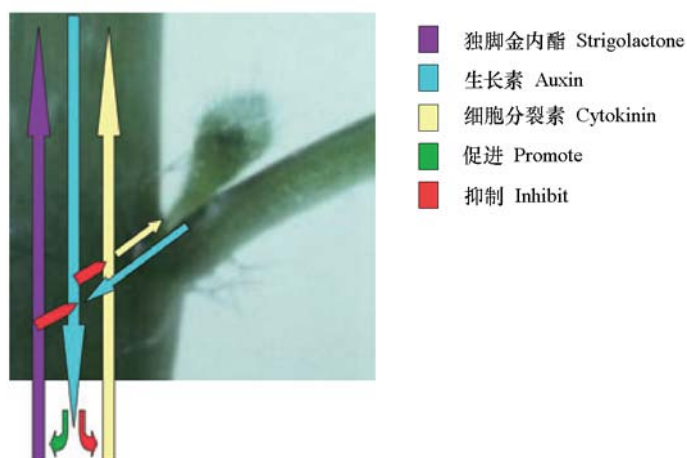 独脚金内酯 Strigolactone
生长素 Auxin
细胞分裂素 Cytokinin
促进 Promote
抑制 Inhibit